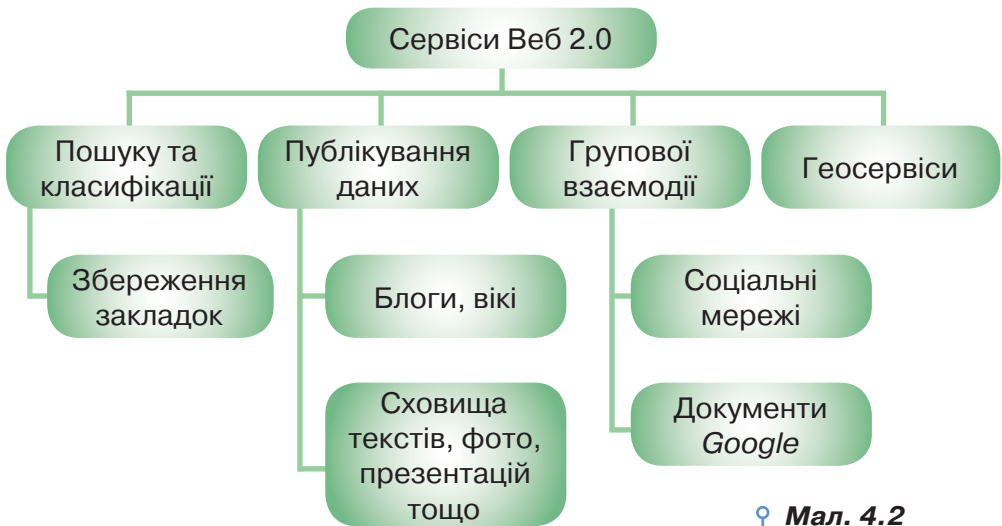 Сервіси Веб 2.0
Пошуку та
класифікації
Публікування
даних
Групової
взаємодії
Геосервіси
Збереження
закладок
Блоги, вікі
Соціальні
мережі
Сховища
текстів, фото,
презентацій
тощо
Документи
Google
Мал. 4.2